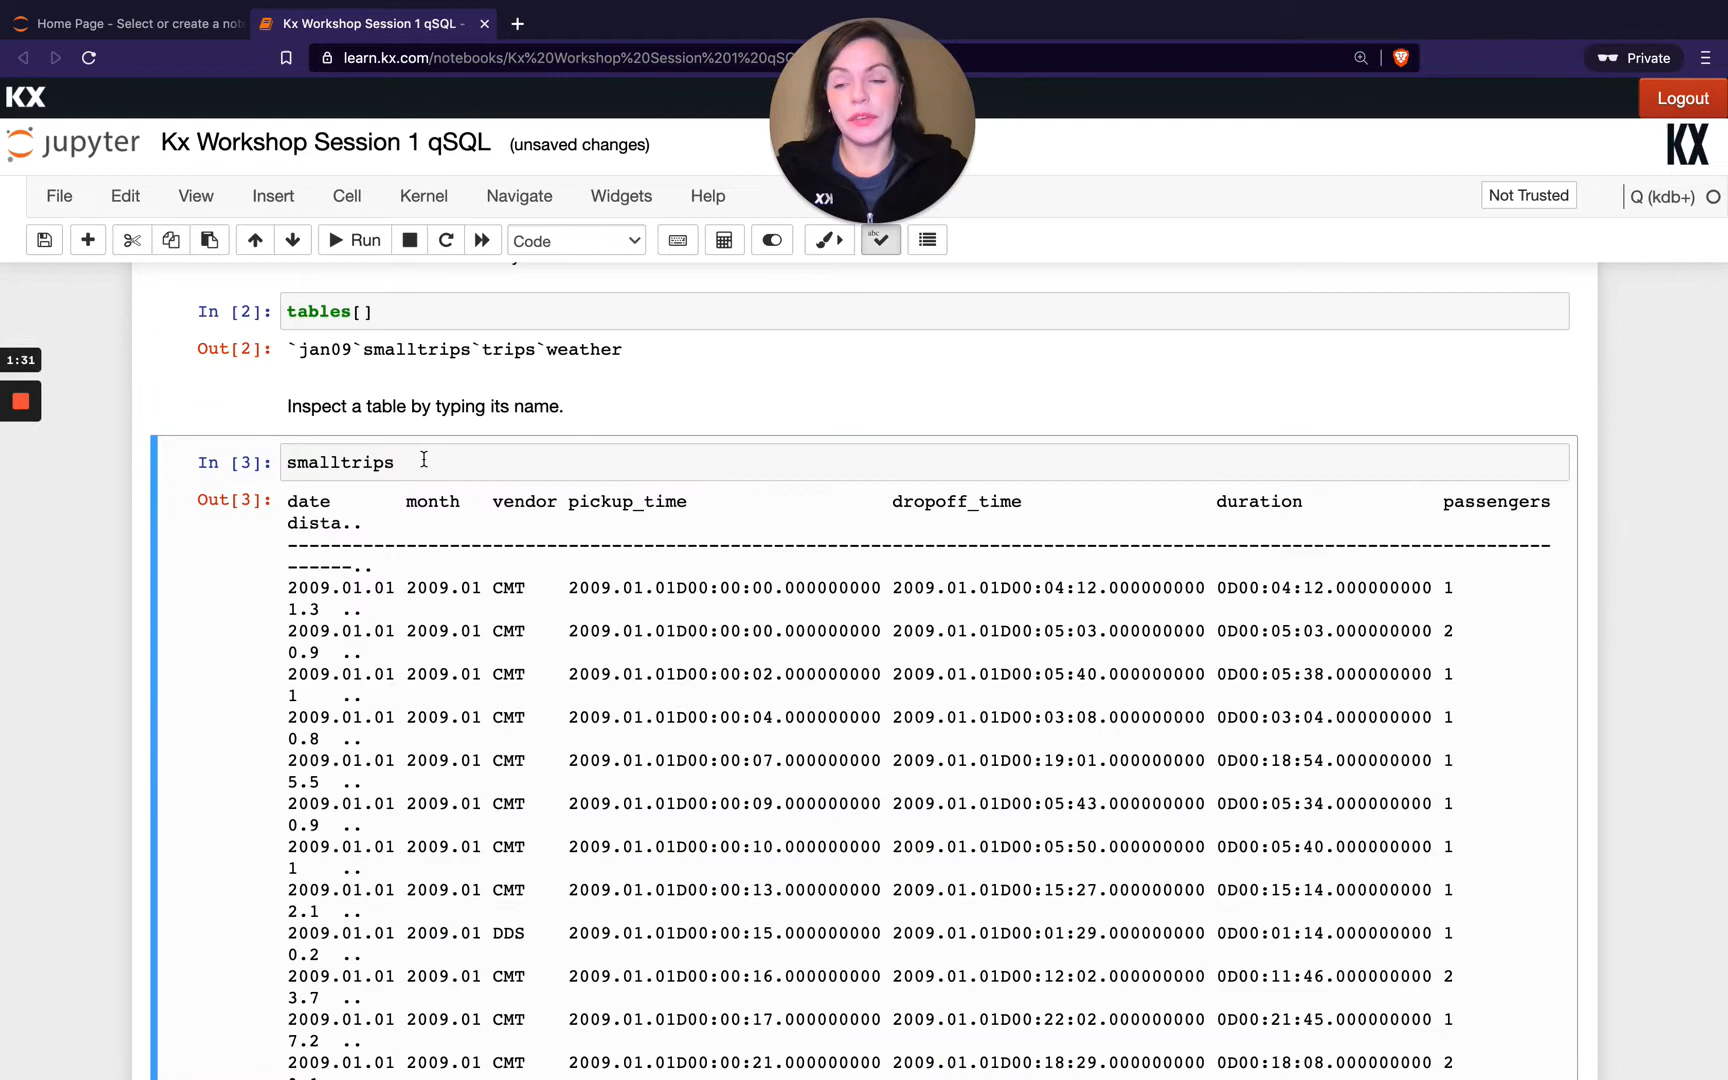 Home Page - Select or create a not
Kx Workshop Session 1 qSQL -
learn.kx.com/notebooks/Kx%20Workshop%20Session%201%20qSQ
Private
KX
Logout
jupyter Kx Workshop Session 1 qSQL (unsaved changes)
KX
File Edit View Insert Cell Kernel Navigate Widgets Help Not Trusted Q (kdb+)
Run Code abc
In [2]: tables[]
Out[2]: `jan09`smalltrips`trips`weather
1:31
Inspect a table by typing its name.
In [3]: smalltrips
Out[3]: date month vendor pickup_time dropoff_time duration passengers
dista..
--------------------------------------------------------------------------------------------------------------------
------..
2009.01.01 2009.01 CMT 2009.01.01D00:00:00.000000000 2009.01.01D00:04:12.000000000 0D00:04:12.000000000 1
1.3 ..
2009.01.01 2009.01 CMT 2009.01.01D00:00:00.000000000 2009.01.01D00:05:03.000000000 0D00:05:03.000000000 2
0.9 ..
2009.01.01 2009.01 CMT 2009.01.01D00:00:02.000000000 2009.01.01D00:05:40.000000000 0D00:05:38.000000000 1
1 ..
2009.01.01 2009.01 CMT 2009.01.01D00:00:04.000000000 2009.01.01D00:03:08.000000000 0D00:03:04.000000000 1
0.8 ..
2009.01.01 2009.01 CMT 2009.01.01D00:00:07.000000000 2009.01.01D00:19:01.000000000 0D00:18:54.000000000 1
5.5 ..
2009.01.01 2009.01 CMT 2009.01.01D00:00:09.000000000 2009.01.01D00:05:43.000000000 0D00:05:34.000000000 1
0.9 ..
2009.01.01 2009.01 CMT 2009.01.01D00:00:10.000000000 2009.01.01D00:05:50.000000000 0D00:05:40.000000000 1
1 ..
2009.01.01 2009.01 CMT 2009.01.01D00:00:13.000000000 2009.01.01D00:15:27.000000000 0D00:15:14.000000000 1
2.1 ..
2009.01.01 2009.01 DDS 2009.01.01D00:00:15.000000000 2009.01.01D00:01:29.000000000 0D00:01:14.000000000 1
0.2 ..
2009.01.01 2009.01 CMT 2009.01.01D00:00:16.000000000 2009.01.01D00:12:02.000000000 0D00:11:46.000000000 2
3.7 ..
2009.01.01 2009.01 CMT 2009.01.01D00:00:17.000000000 2009.01.01D00:22:02.000000000 0D00:21:45.000000000 1
7.2 ..
2009.01.01 2009.01 CMT 2009.01.01D00:00:21.000000000 2009.01.01D00:18:29.000000000 0D00:18:08.000000000 2